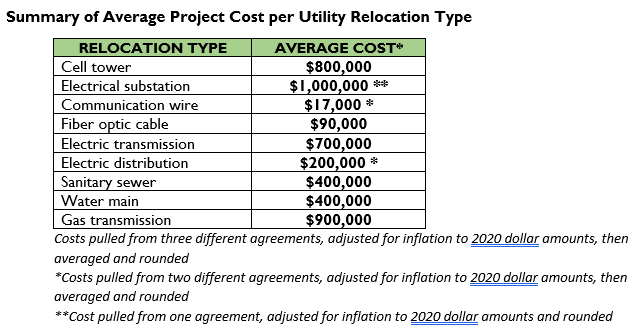 Summary of Average Project Cost per Utility Relocation Type
RELOCATION TYPE AVERAGE COST*
Cell tower $800,000
Electrical substation $1,000,000 **
Communication wire $17,000 *
Fiber optic cable $90,000
Electric transmission $700,000
Electric distribution $200,000 *
Sanitary sewer $400,000
Water main $400,000
Gas transmission $900,000
Costs pulled from three different agreements, adjusted for inflation to 2020 dollar amounts, then
averaged and rounded
*Costs pulled from two different agreements, adjusted for inflation to 2020 dollar amounts, then
averaged and rounded
**Cost pulled from one agreement, adjusted for inflation to 2020 dollar amounts and rounded